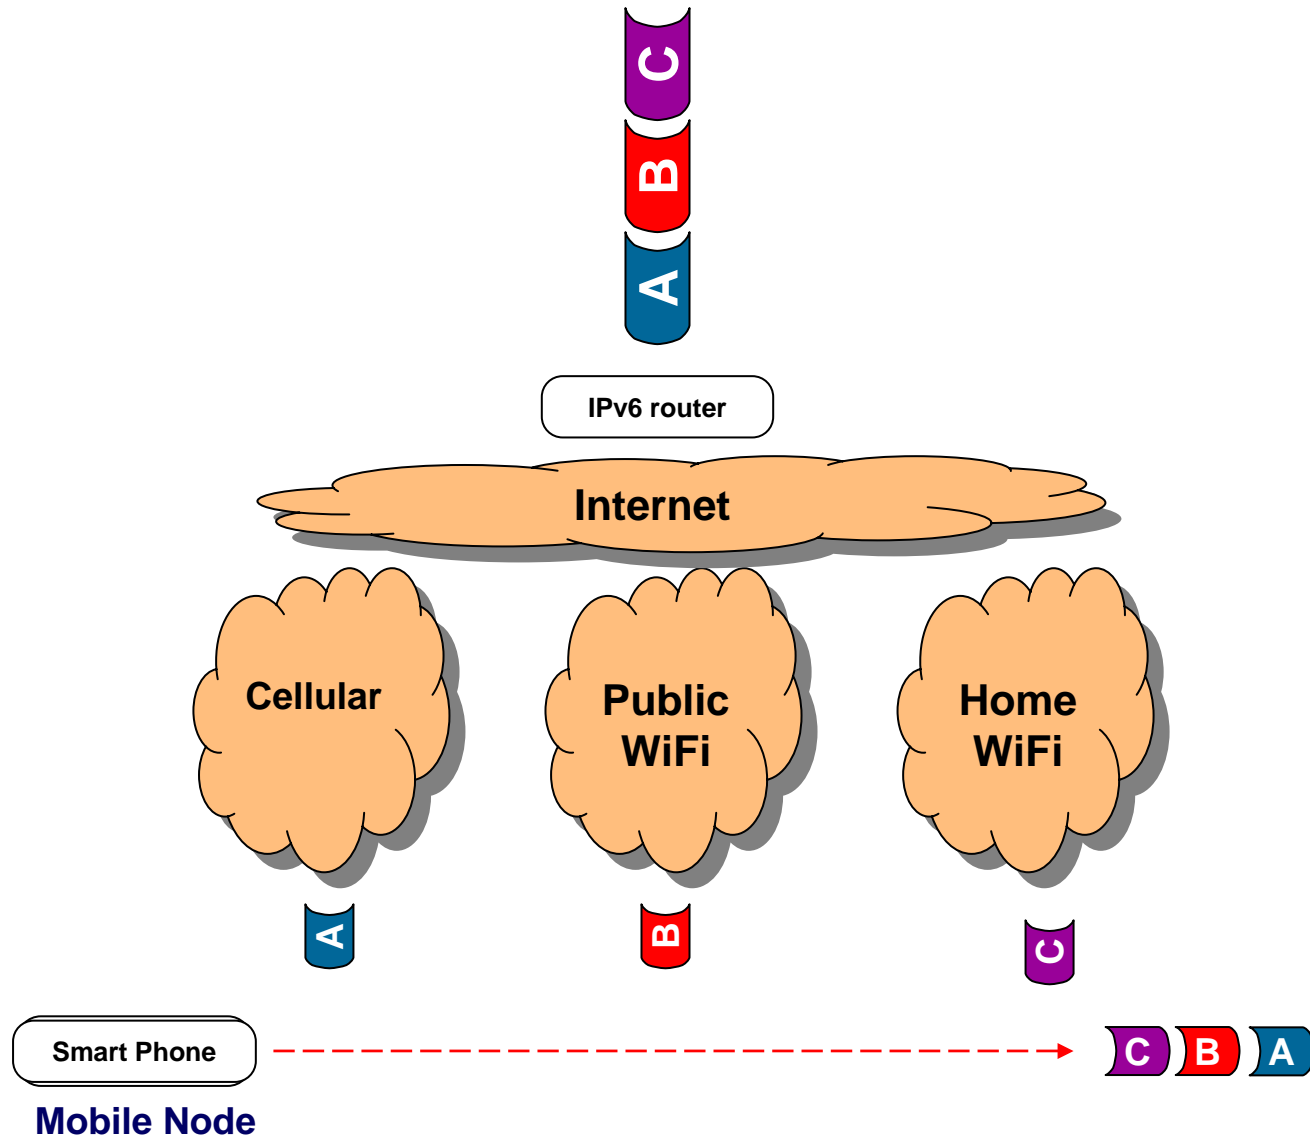 C
B
A
IPv6 router
Internet
Cellular
Public
WiFi
Home
WiFi
A
B
C
Smart Phone
C B A
Mobile Node